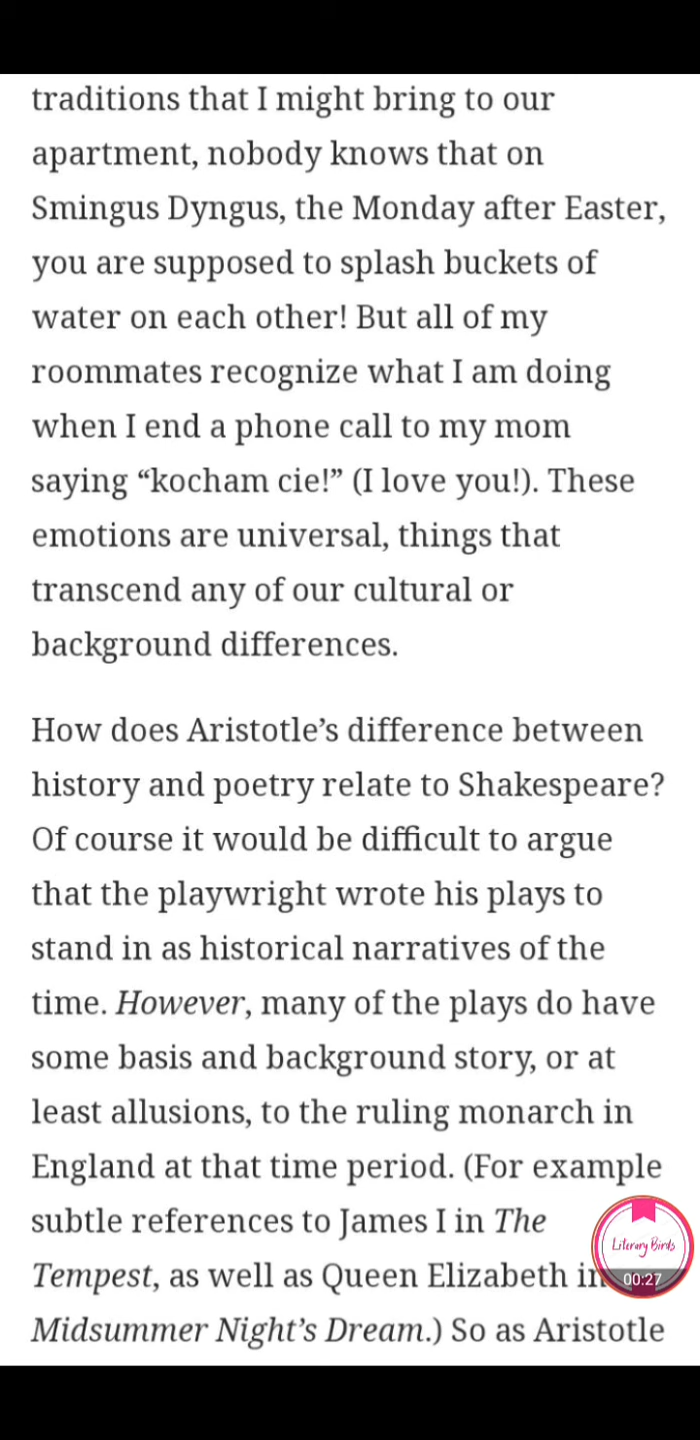 traditions that I might bring to our
apartment, nobody knows that on
Smingus Dyngus, the Monday after Easter,
you are supposed to splash buckets of
water on each other! But all of my
roommates recognize what I am doing
when I end a phone call to my mom
saying “kocham cie!” (I love you!). These
emotions are universal, things that
transcend any of our cultural or
background differences.
How does Aristotle’s difference between
history and poetry relate to Shakespeare?
Of course it would be difficult to argue
that the playwright wrote his plays to
stand in as historical narratives of the
time. However, many of the plays do have
some basis and background story, or at
least allusions, to the ruling monarch in
England at that time period. (For example
subtle references to James I in The
Literary Birds
Tempest, as well as Queen Elizabeth in
00:27
Midsummer Night’s Dream.) So as Aristotle